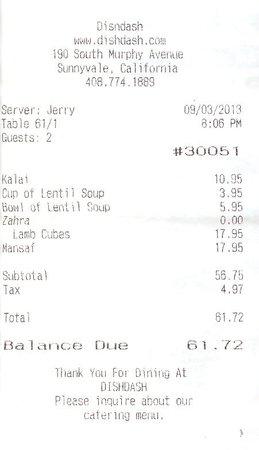 Dishdash
www.dishdash.com
190 South Murphy Avenue
Sunnyvale, California
408.774.1889
Server: Jerry 09/03/2013
Table 61/1 8:06 PM
Guests: 2
#30051
Kalai 10.95
Cup of Lentil Soup 3.95
Bowl of Lentil Soup 5.95
Zahra 0.00
Lamb Cubes 17.95
Mansaf 17.95
Subtotal 56.75
Tax 4.97
Total 61.72
Balance Due 61.72
Thank You For Dining At
DISHDASH
Please inquire about our
catering menu.